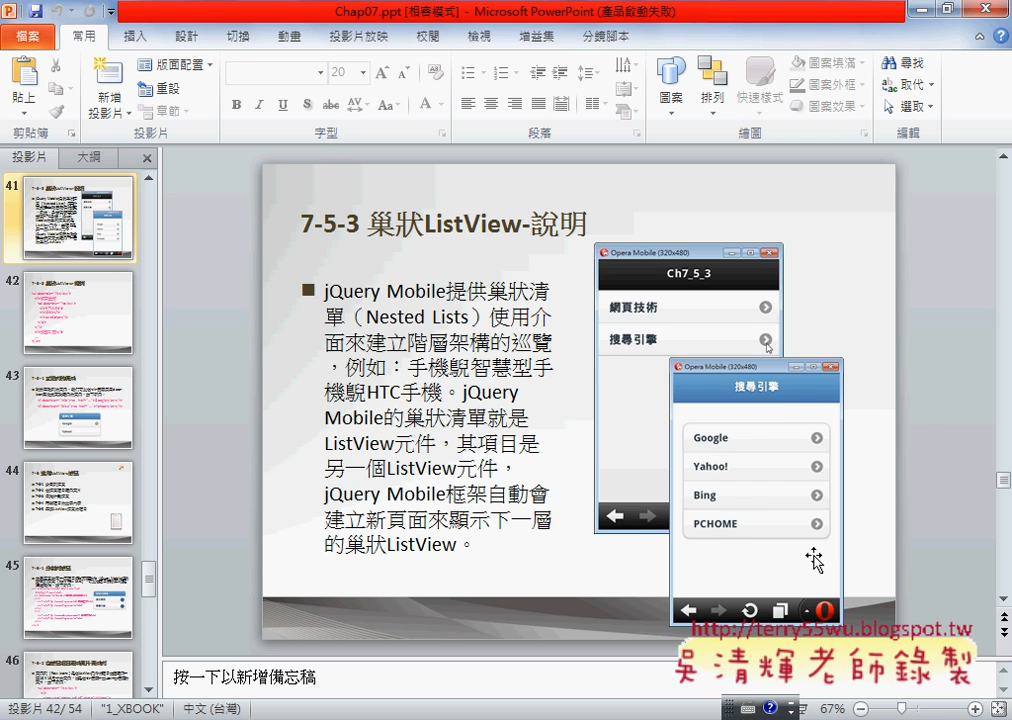 Chap07.ppt [相容模式] - Microsoft PowerPoint (產品啟動失敗)
檔案 常用 插入 設計 切換 動畫 投影片放映 校閱 檢視 增益集 分鏡腳本
貼上 新增投影片 版面配置 重設 章節 20 圖案 排列 快速樣式 圖案填滿 圖案外框 圖案效果 尋找 取代 選取
剪貼簿 投影片 字型 段落 繪圖 編輯
投影片 大綱
41
42
43
44
45
46
7-5-3 巢狀ListView-說明
jQuery Mobile提供巢狀清
單（Nested Lists）使用介
面來建立階層架構的巡覽
，例如：手機輗智慧型手
機輗HTC手機。jQuery
Mobile的巢狀清單就是
ListView元件，其項目是
另一個ListView元件，
jQuery Mobile框架自動會
建立新頁面來顯示下一層
的巢狀ListView。
Opera Mobile (320x480)
Ch7_5_3
網頁技術
搜尋引擎
Opera Mobile (320x480)
搜尋引擎
Google
Yahoo!
Bing
PCHOME
http://terry55wu.blogspot.tw
吳清輝老師錄製
按一下以新增備忘稿
投影片 42/54 "1_XBOOK" 中文 (台灣) 67%